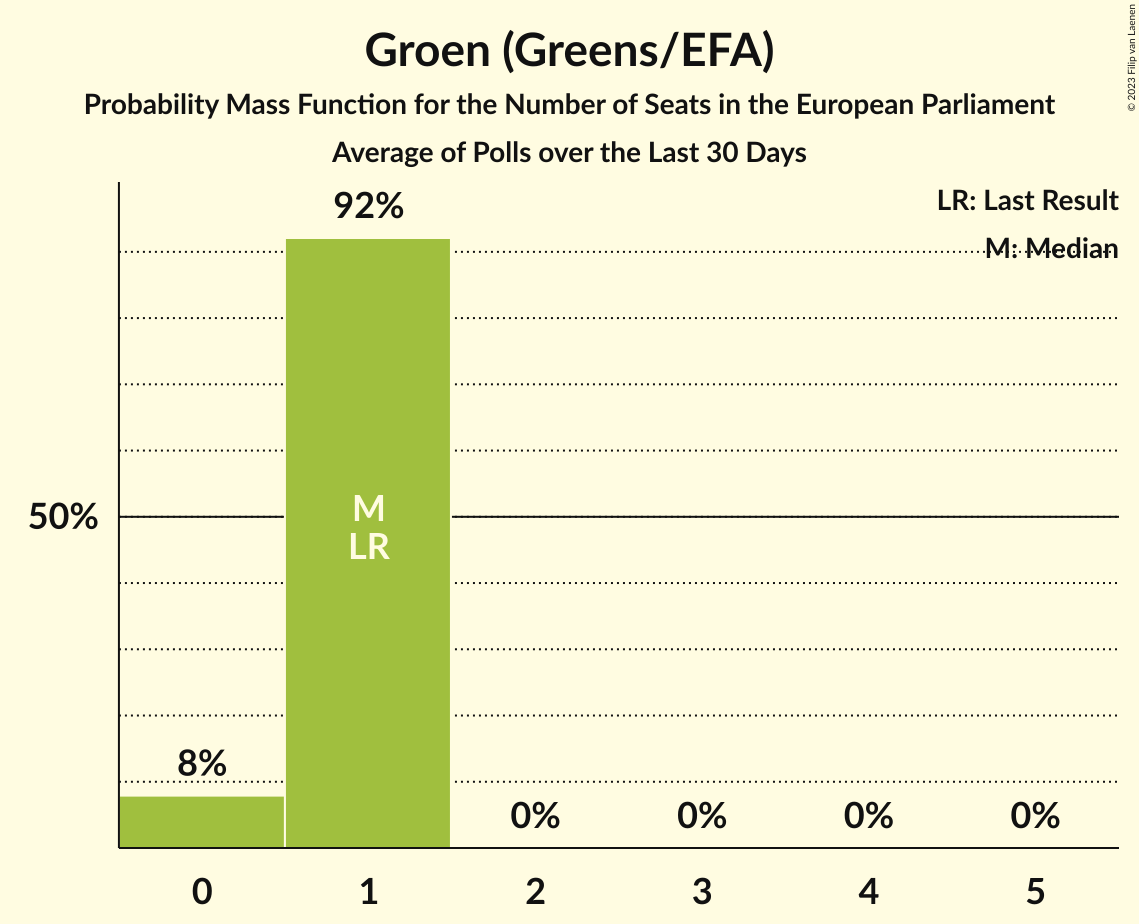 Groen (Greens/EFA)
Probability Mass Function for the Number of Seats in the European Parliament
Average of Polls over the Last 30 Days
© 2023 Filip van Laenen
LR: Last Result
M: Median
92%
M
LR
50%
8%
0%
0%
0%
0%
0
1
2
3
4
5